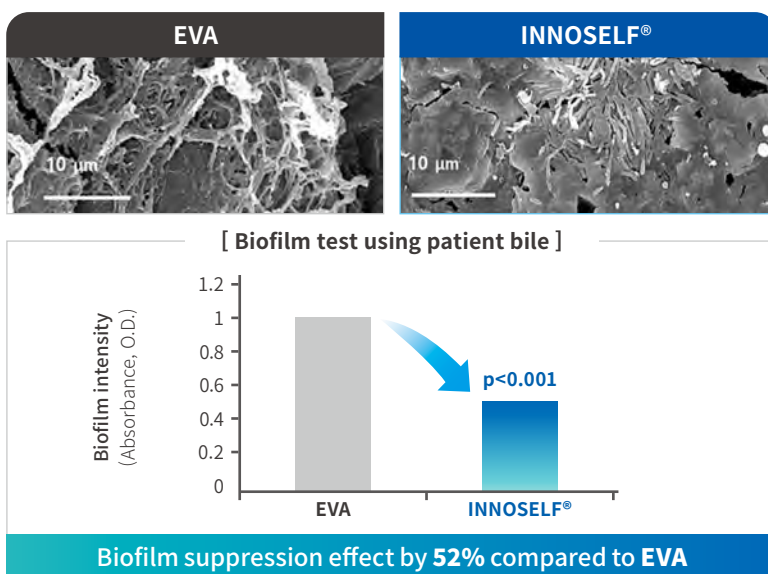 EVA
INNOSELF®
10 μm
10 μm
[ Biofilm test using patient bile ]
Biofilm intensity
(Absorbance, O.D.)
1.2
1
0.8
0.6
0.4
0.2
0
p<0.001
EVA
INNOSELF®
Biofilm suppression effect by 52% compared to EVA